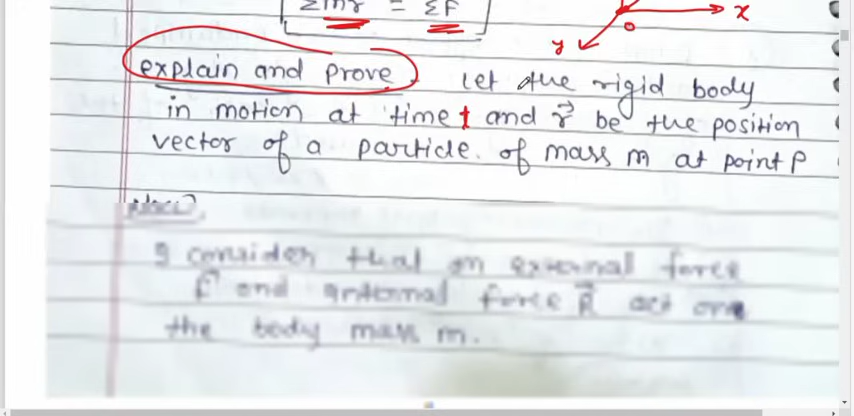 Σmr̈ = ΣF
x
o
y
explain and prove. Let the rigid body
in motion at time t and r⃗ be the position
vector of a particle. of mass m at point P
I consider that an external force
F⃗ and internal force R⃗ act on
the body mass m.